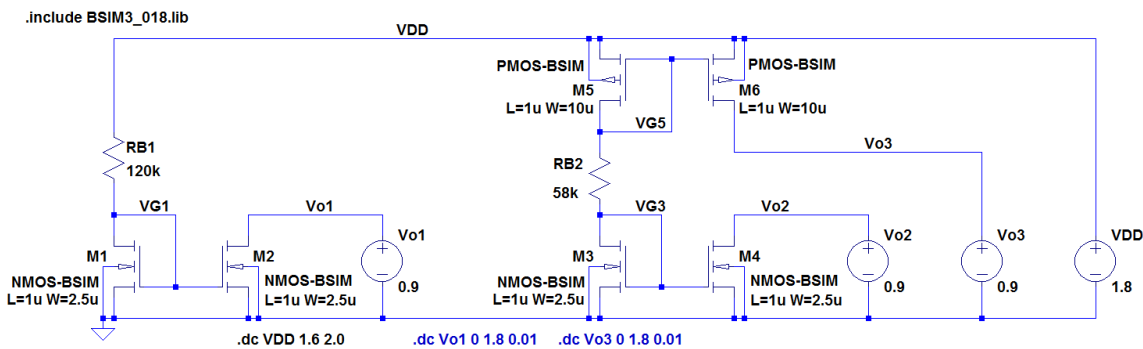 .include BSIM3_018.lib
VDD
PMOS-BSIM
M5
L=1u W=10u
PMOS-BSIM
M6
L=1u W=10u
VG5
Vo3
RB1
120k
RB2
58k
VG1
Vo1
VG3
Vo2
M1
NMOS-BSIM
L=1u W=2.5u
M2
NMOS-BSIM
L=1u W=2.5u
Vo1
+
−
0.9
M3
NMOS-BSIM
L=1u W=2.5u
M4
NMOS-BSIM
L=1u W=2.5u
Vo2
+
−
0.9
Vo3
+
−
0.9
VDD
+
−
1.8
.dc VDD 1.6 2.0
.dc Vo1 0 1.8 0.01
.dc Vo3 0 1.8 0.01